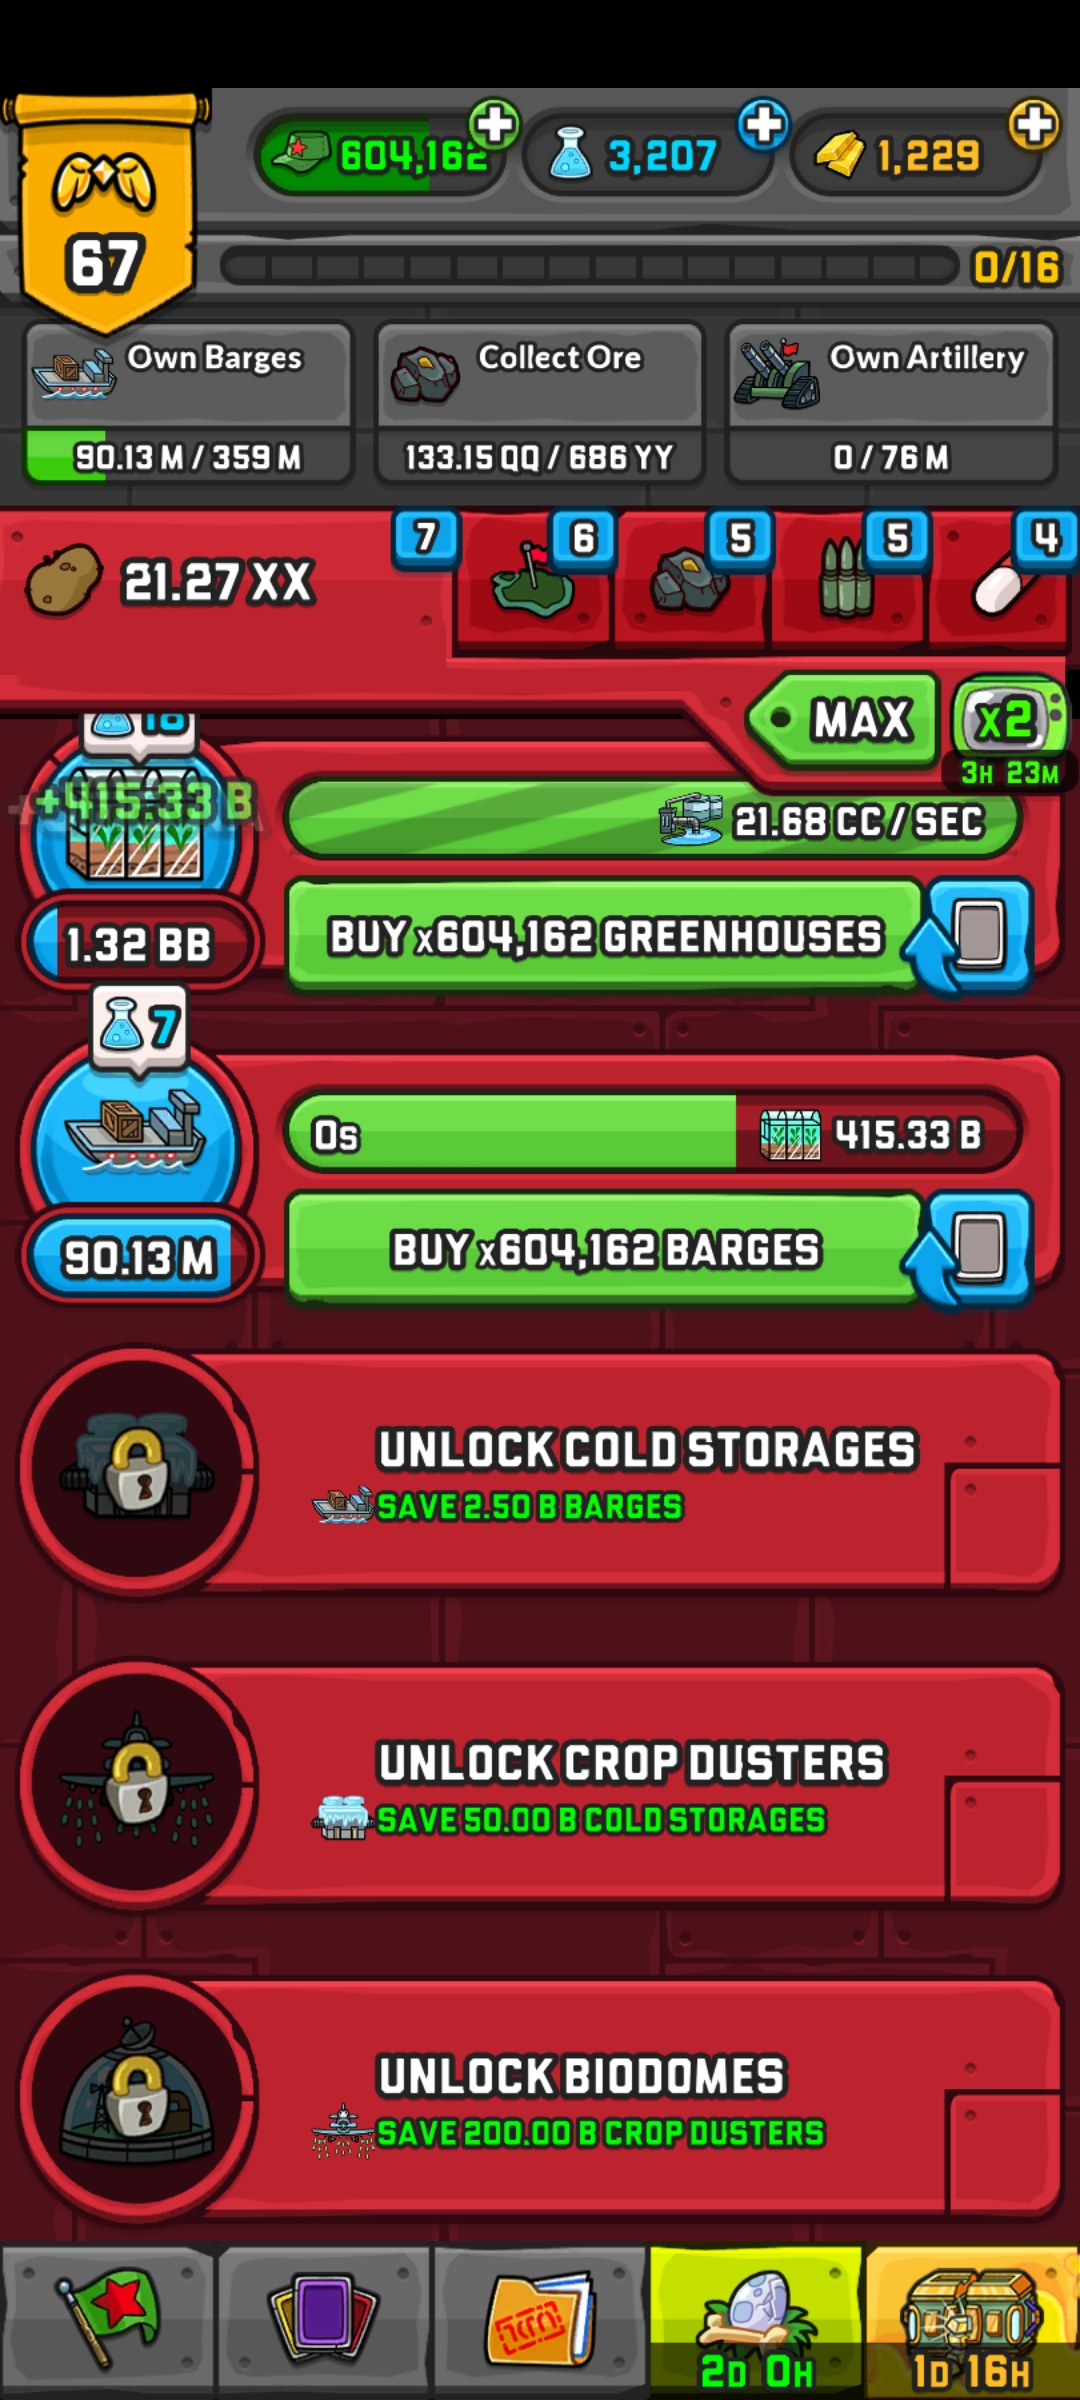 604,162
3,207
1,229
67
0/16
Own Barges
Collect Ore
Own Artillery
90.13 M / 359 M
133.15 QQ / 686 YY
0 / 76 M
21.27 XX
7
6
5
5
4
MAX
x2
3H 23M
18
+415.33 B
21.68 CC / SEC
1.32 BB
BUY x604,162 GREENHOUSES
7
0s
415.33 B
90.13 M
BUY x604,162 BARGES
UNLOCK COLD STORAGES
SAVE 2.50 B BARGES
UNLOCK CROP DUSTERS
SAVE 50.00 B COLD STORAGES
UNLOCK BIODOMES
SAVE 200.00 B CROP DUSTERS
2D 0H
1D 16H